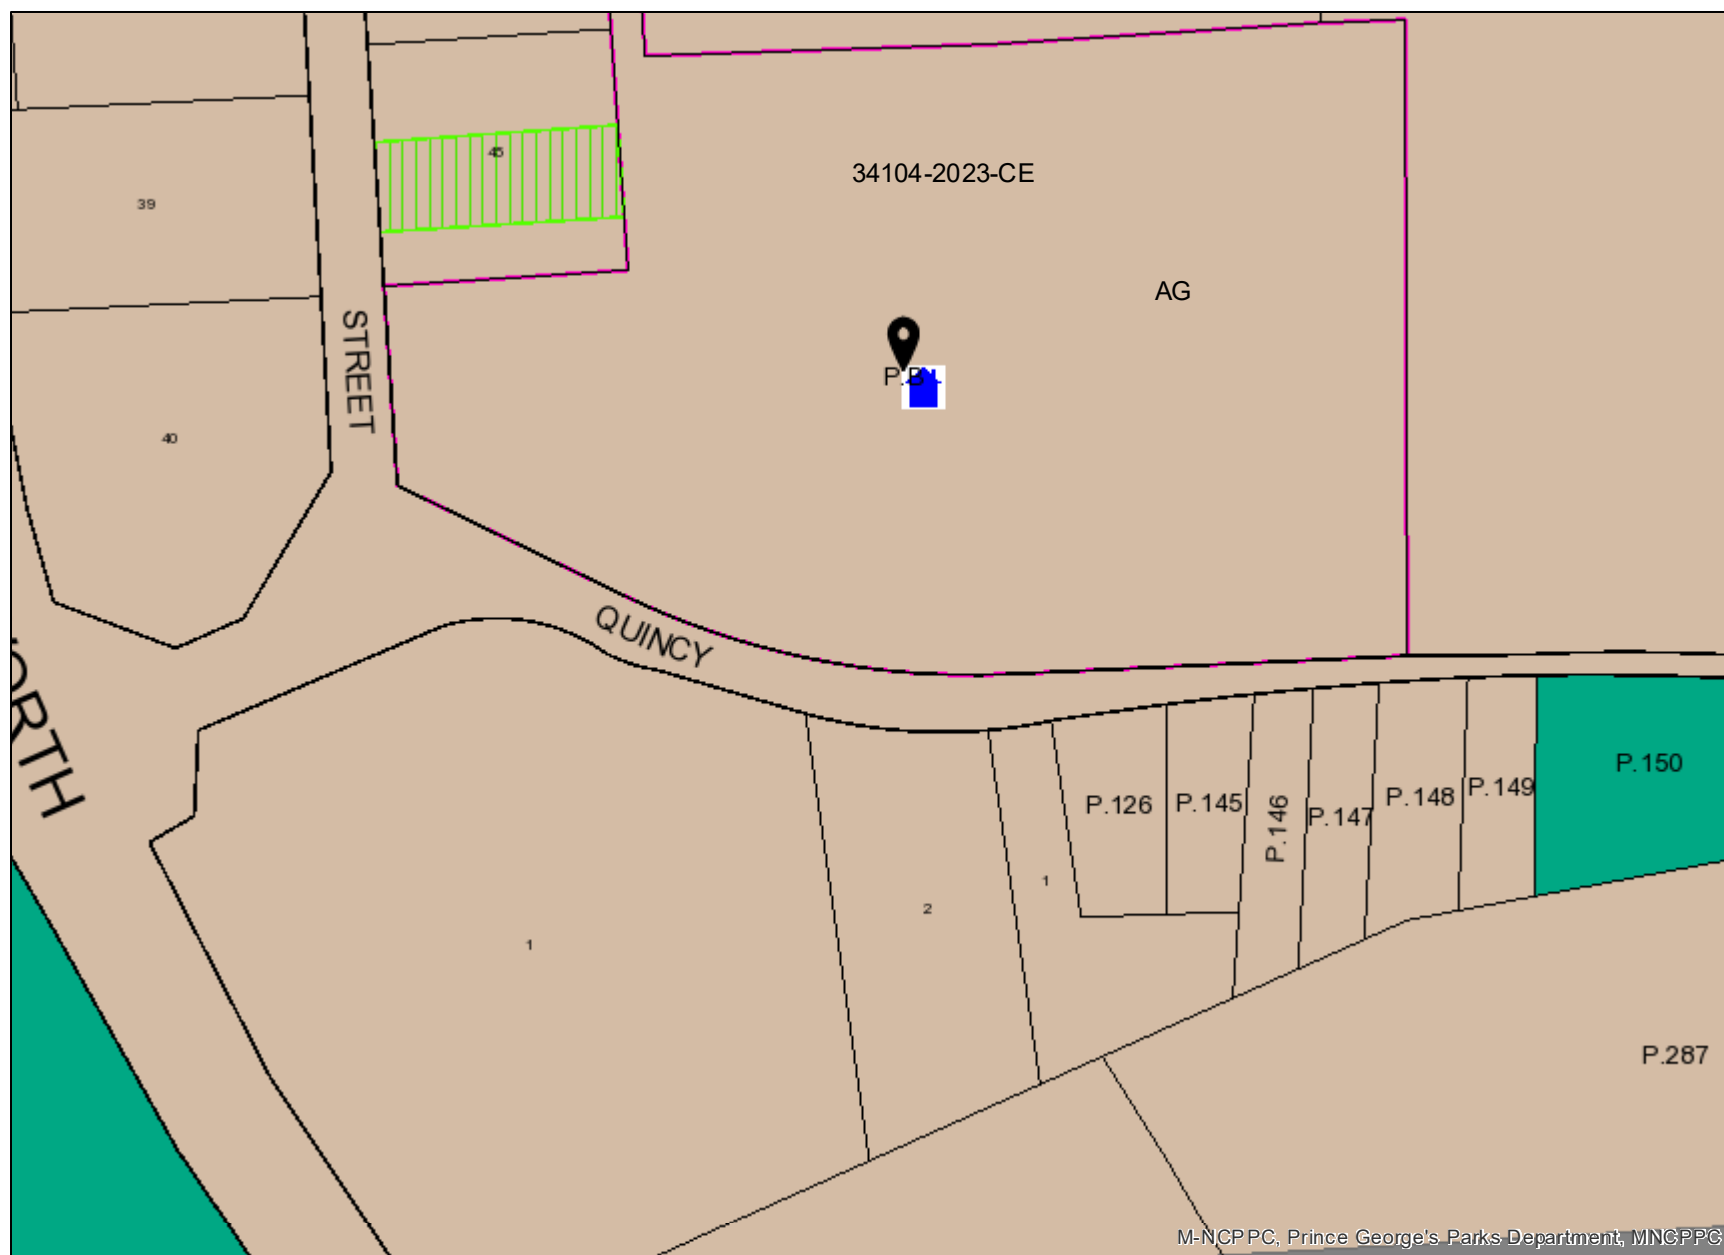 45
34104-2023-CE
39
AG
STREET
P.B
40
QUINCY
ORTH
P.150
P.149
P.148
P.126
P.145
P.146
P.147
1
2
1
P.287
M-NCPPC, Prince George's Parks Department, MNCPPC